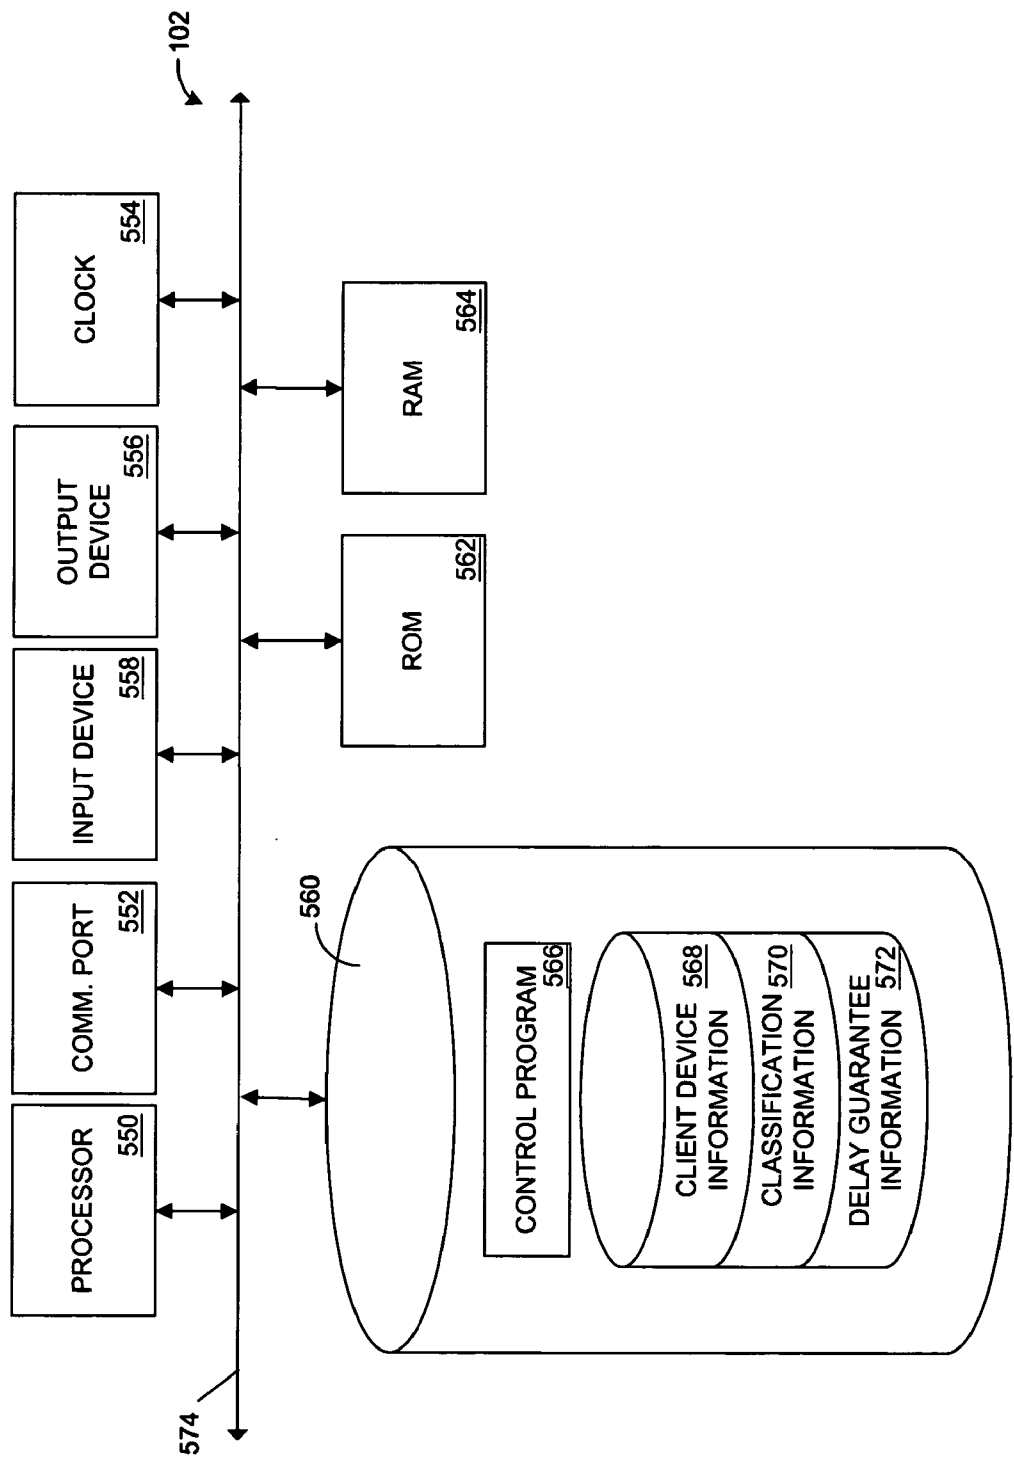 102
PROCESSOR
550
COMM. PORT
552
INPUT DEVICE
558
OUTPUT
DEVICE
556
CLOCK
554
574
560
ROM
562
RAM
564
CONTROL PROGRAM
566
CLIENT DEVICE
INFORMATION
568
CLASSIFICATION
INFORMATION
570
DELAY GUARANTEE
INFORMATION
572